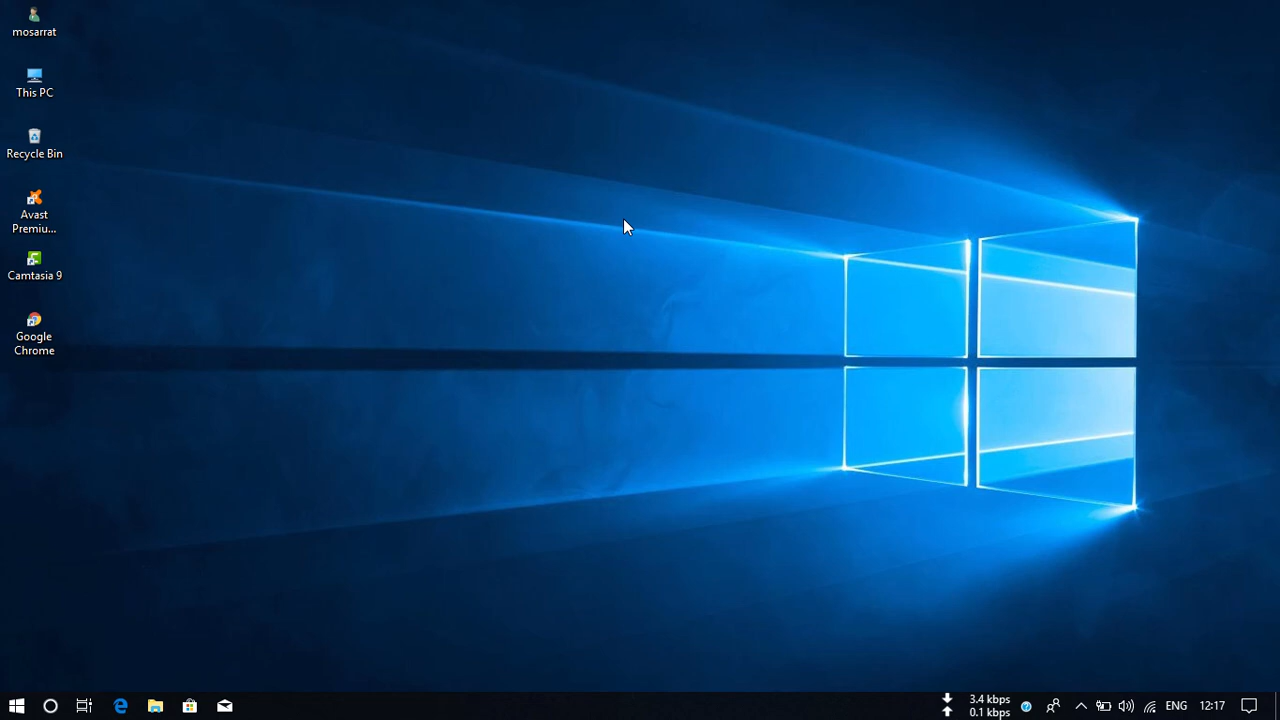 mosarrat
This PC
Recycle Bin
Avast
Premiu...
Camtasia 9
Google
Chrome
3.4 kbps
0.1 kbps
ENG
12:17